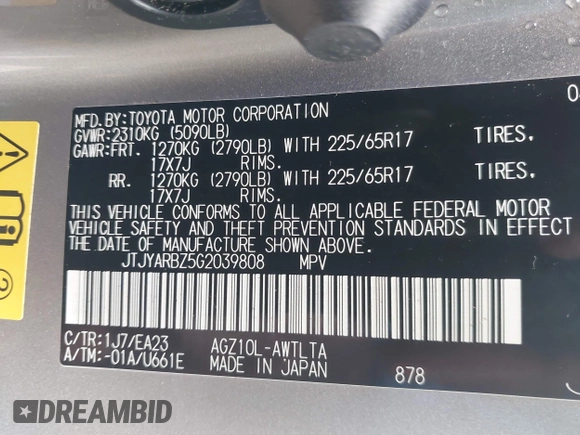 MFD.BY:TOYOTA MOTOR CORPORATION
GVWR:2310KG (5090LB)
GAWR:FRT. 1270KG (2790LB) WITH 225/65R17 TIRES.
17X7J RIMS.
RR. 1270KG (2790LB) WITH 225/65R17 TIRES.
17X7J RIMS.
THIS VEHICLE CONFORMS TO ALL APPLICABLE FEDERAL MOTOR
VEHICLE SAFETY AND THEFT PREVENTION STANDARDS IN EFFECT
ON THE DATE OF MANUFACTURE SHOWN ABOVE.
JTJYARBZ5G2039808 MPV
C/TR:1J7/EA23 AGZ10L-AWTLTA
A/TM:-01A/U661E MADE IN JAPAN 878
2
DREAMBID